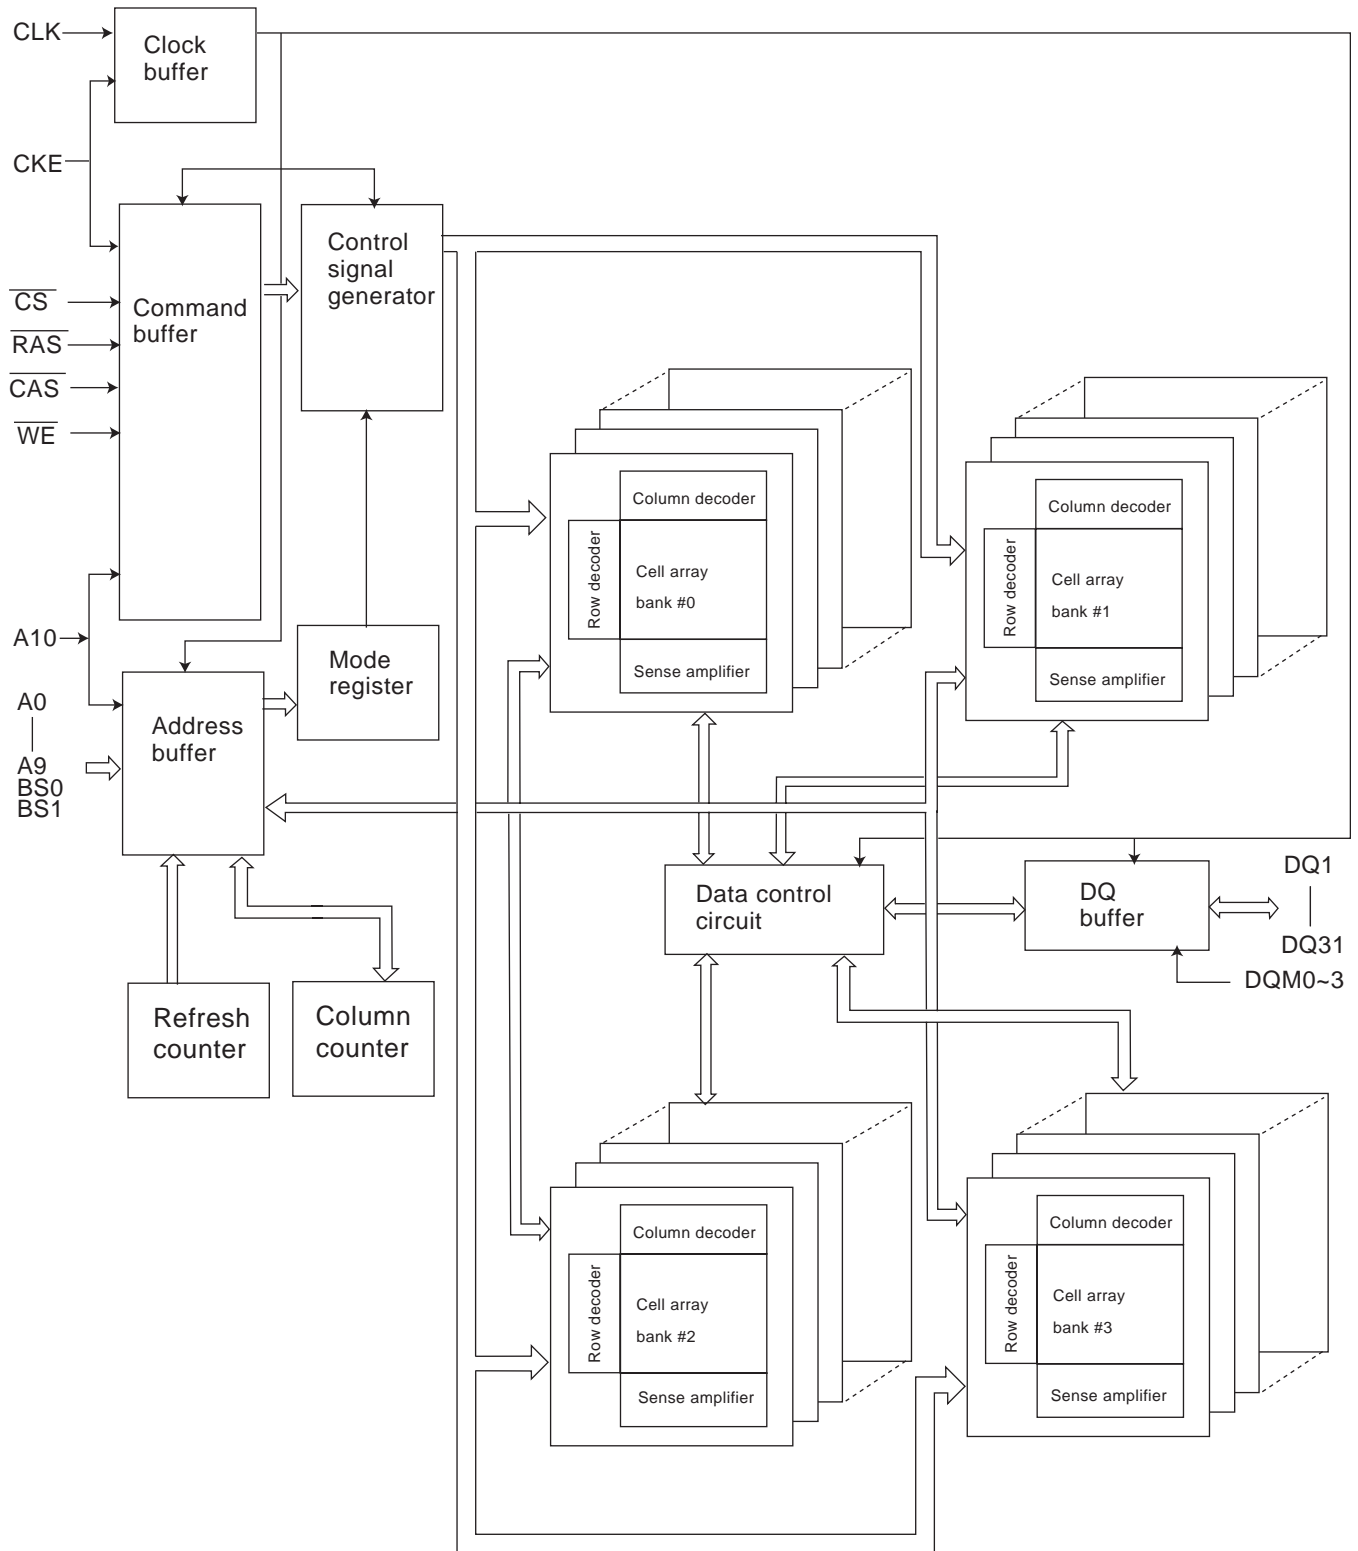 CLK
Clock
buffer
CKE
Control
signal
generator
Command
buffer
CS
RAS
CAS
WE
Column decoder
Row decoder
Cell array
bank #0
Sense amplifier
Column decoder
Row decoder
Cell array
bank #1
Sense amplifier
A10
Mode
register
A0
A9
BS0
BS1
Address
buffer
Data control
circuit
DQ
buffer
DQ1
DQ31
DQM0~3
Refresh
counter
Column
counter
Column decoder
Row decoder
Cell array
bank #2
Sense amplifier
Column decoder
Row decoder
Cell array
bank #3
Sense amplifier